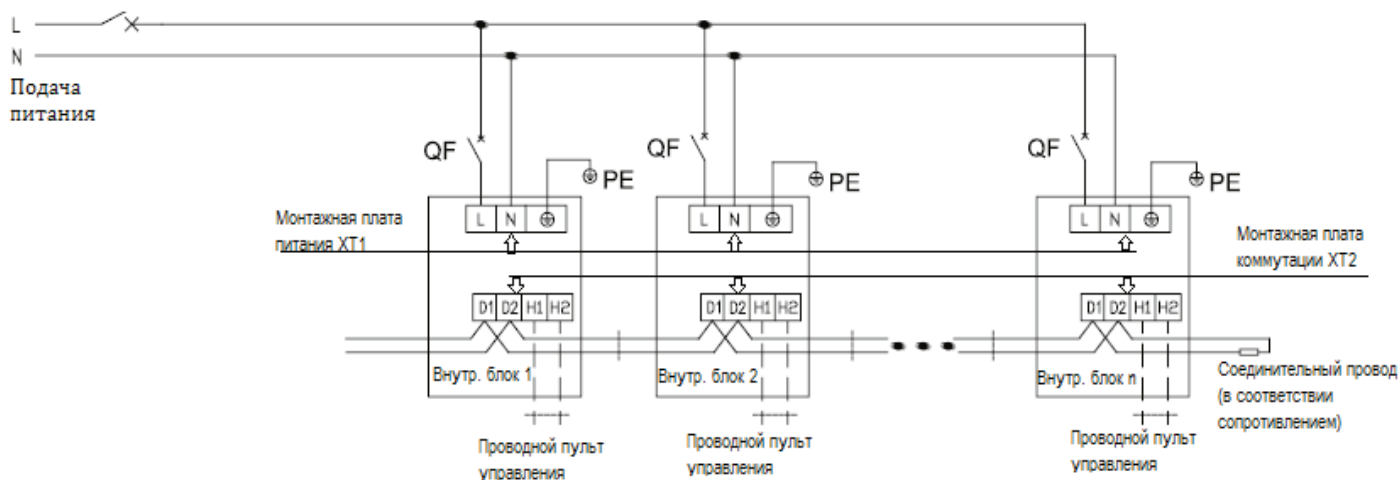 L
N
Подача
питания
QF
PE
QF
PE
QF
PE
L N
L N
L N
Монтажная плата
питания XT1
Монтажная плата
коммутации XT2
D1 D2 H1 H2
D1 D2 H1 H2
D1 D2 H1 H2
Внутр. блок 1
Внутр. блок 2
Внутр. блок n
Соединительный провод
(в соответствии
сопротивлением)
Проводной пульт
управления
Проводной пульт
управления
Проводной пульт
управления